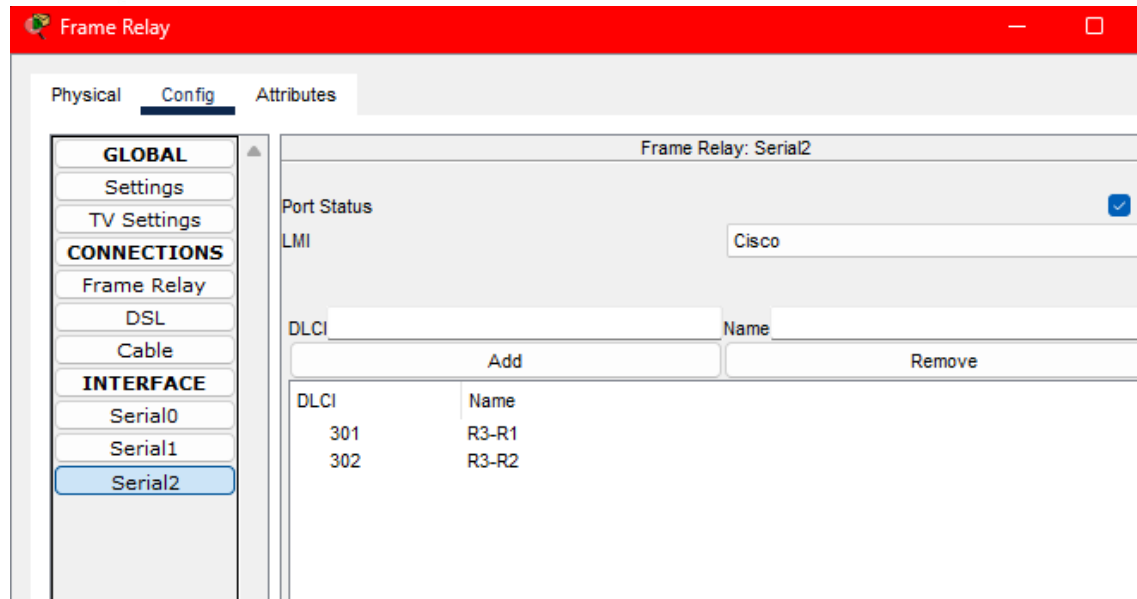 Frame Relay
Physical Config Attributes
GLOBAL
Settings
TV Settings
CONNECTIONS
Frame Relay
DSL
Cable
INTERFACE
Serial0
Serial1
Serial2
Frame Relay: Serial2
Port Status
LMI Cisco
DLCI Name
Add Remove
DLCI Name
301 R3-R1
302 R3-R2